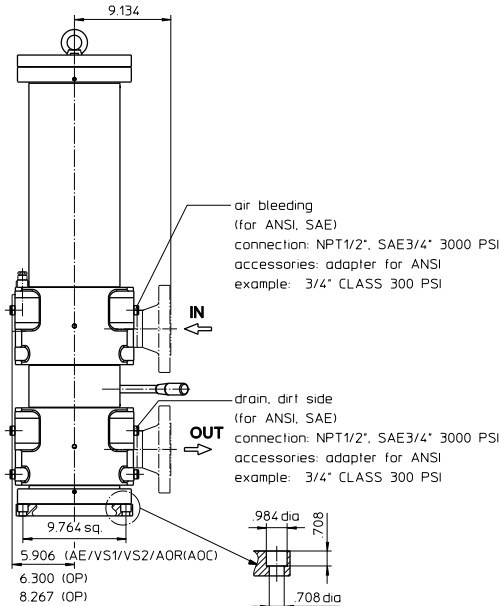 9.134
air bleeding
(for ANSI, SAE)
connection: NPT1/2", SAE3/4" 3000 PSI
accessories: adapter for ANSI
example: 3/4" CLASS 300 PSI
IN
drain, dirt side
(for ANSI, SAE)
OUT
connection: NPT1/2", SAE3/4" 3000 PSI
accessories: adapter for ANSI
example: 3/4" CLASS 300 PSI
9.764 sq.
.984 dia
.708
5.906 (AE/VS1/VS2/AOR(AOC)
6.300 (OP)
8.267 (OP)
.708 dia